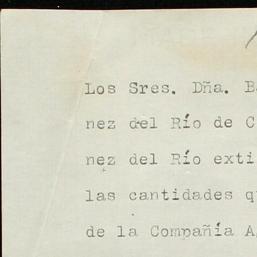 Los Sres. Dña. B
nez del Río de C
nez del Río exti
las cantidades q
de la Compañía A